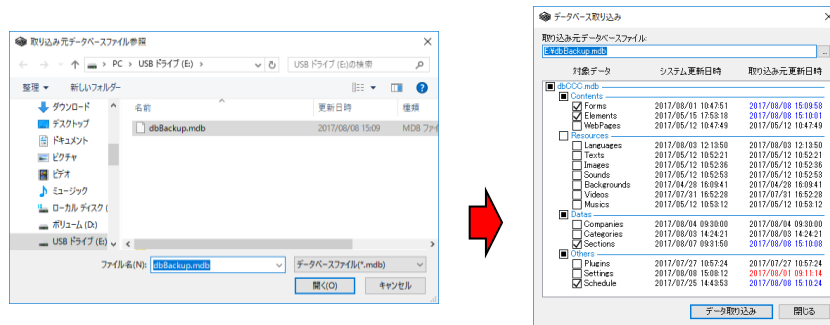 取り込み元データベースファイル参照
PC > USB ドライブ (E:) >
USB ドライブ (E:)の検索
整理 新しいフォルダー
ダウンロード
デスクトップ
ドキュメント
ピクチャ
ビデオ
ミュージック
ローカル ディスク (
ボリューム (D:)
USB ドライブ (E:)
名前 更新日時 種類
dbBackup.mdb 2017/08/08 15:09 MDB ファイ
ファイル名(N): dbBackup.mdb データベースファイル(*.mdb)
開く(O) キャンセル
データベース取り込み
取り込み元データベースファイル:
E:¥dbBackup.mdb ...
対象データ システム更新日時 取り込み元更新日時
dbCCC.mdb
Contents
Forms 2017/08/01 10:47:51 2017/08/08 15:09:58
Elements 2017/05/15 17:53:18 2017/08/08 15:10:01
WebPages 2017/05/12 10:47:49 2017/05/12 10:47:49
Resources
Languages 2017/08/03 12:13:50 2017/08/03 12:13:50
Texts 2017/05/12 10:52:21 2017/05/12 10:52:21
Images 2017/05/12 10:52:36 2017/05/12 10:52:36
Sounds 2017/05/12 10:52:53 2017/05/12 10:52:53
Backgrounds 2017/04/28 16:09:41 2017/04/28 16:09:41
Videos 2017/07/31 16:52:28 2017/07/31 16:52:28
Musics 2017/05/12 10:53:12 2017/05/12 10:53:12
Datas
Companies 2017/08/04 09:30:00 2017/08/04 09:30:00
Categories 2017/08/03 14:24:21 2017/08/03 14:24:21
Sections 2017/08/07 09:31:50 2017/08/08 15:10:08
Others
Plugins 2017/07/27 10:57:24 2017/07/27 10:57:24
Settings 2017/08/08 15:08:12 2017/08/01 09:11:14
Schedule 2017/07/25 14:43:53 2017/08/08 15:10:24
データ取り込み 閉じる